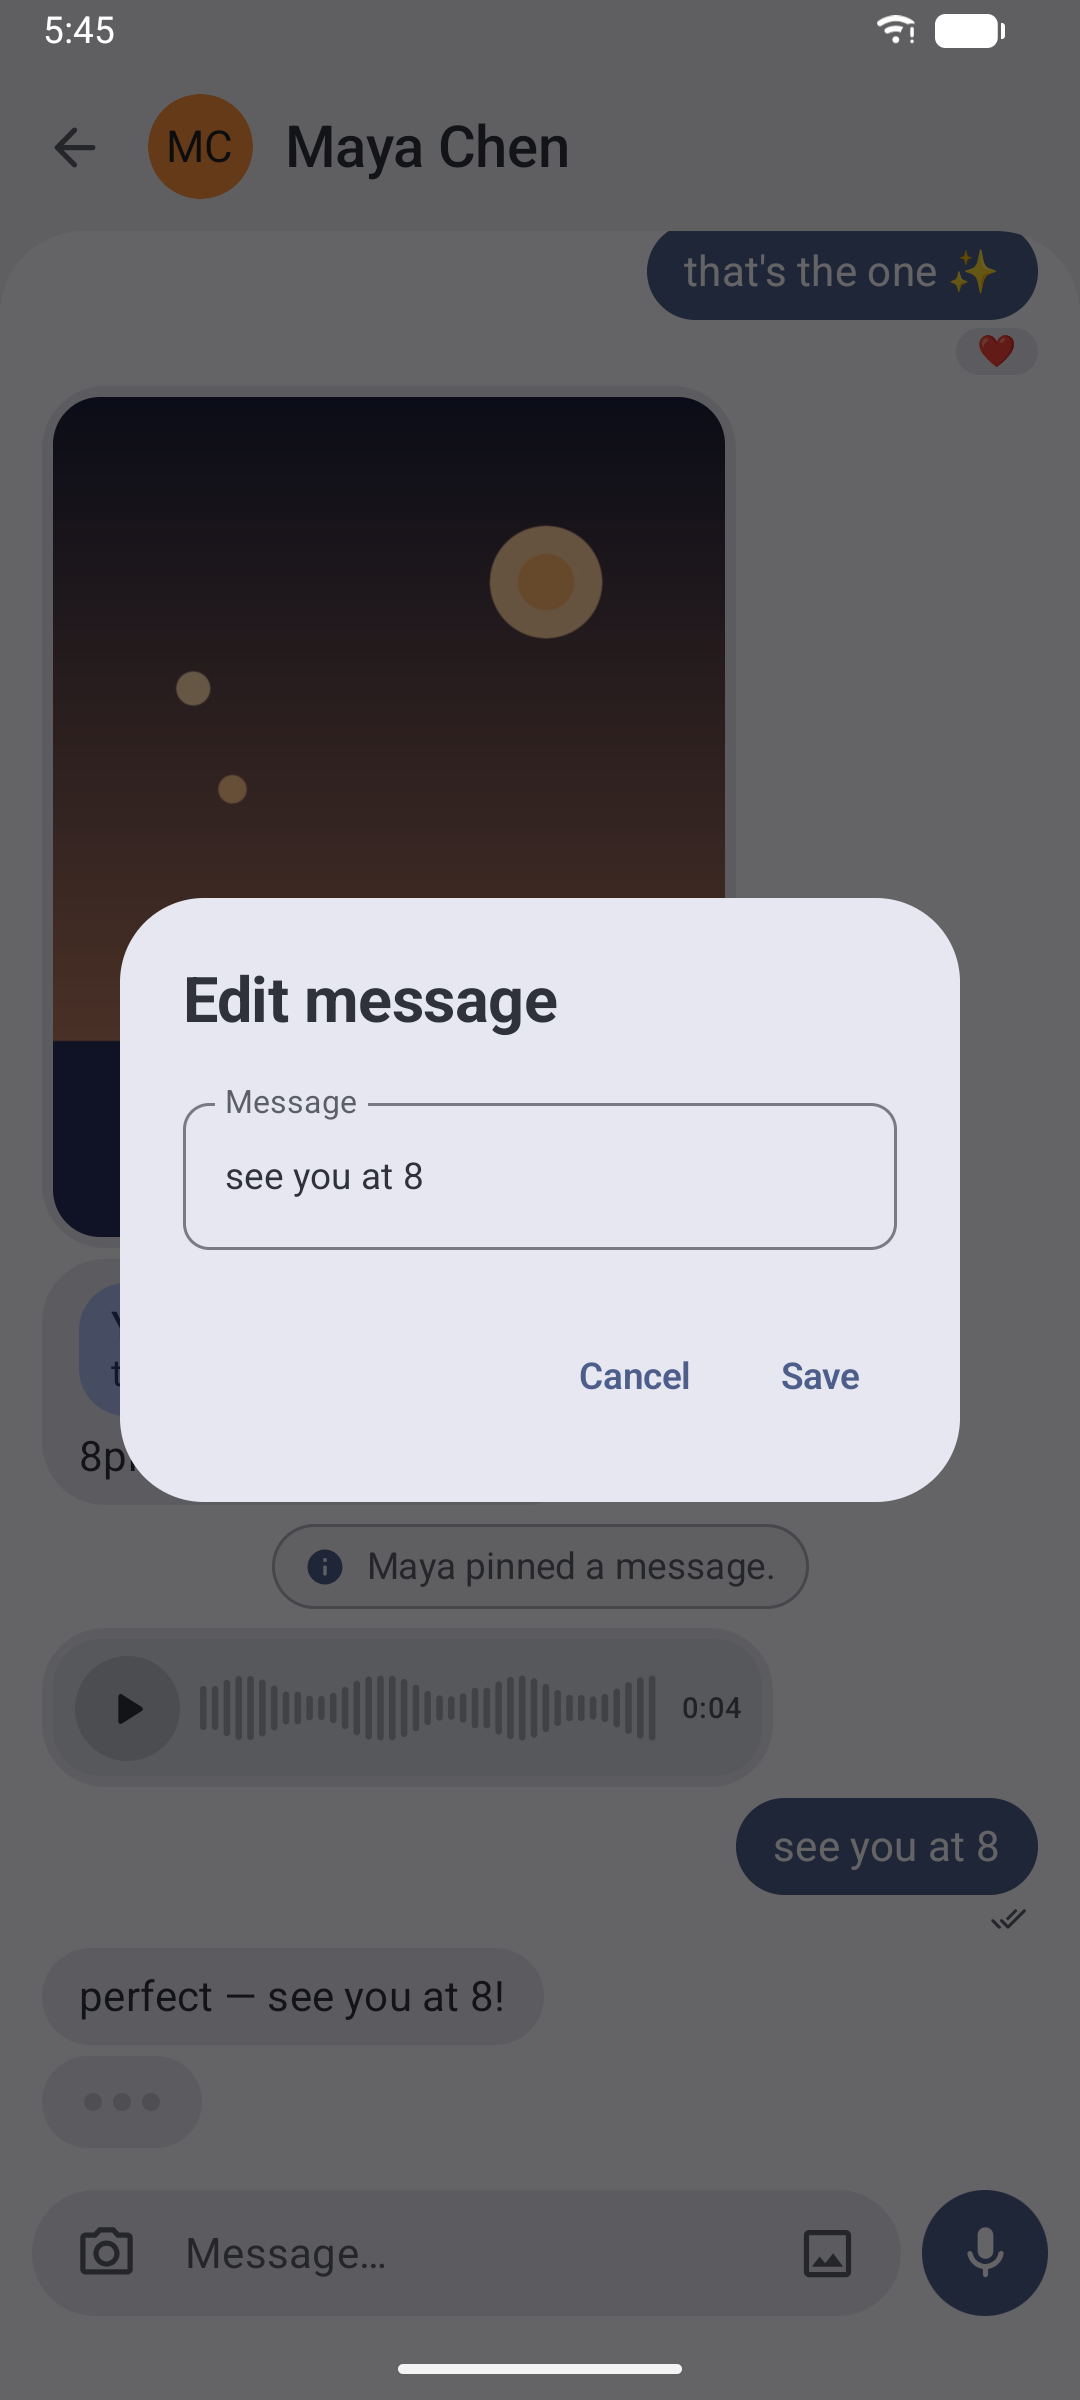 5:45
MC
Maya Chen
that's the one ✨
❤️
Edit message
Message
see you at 8
Cancel
Save
Maya pinned a message.
0:04
see you at 8
perfect — see you at 8!
Message…